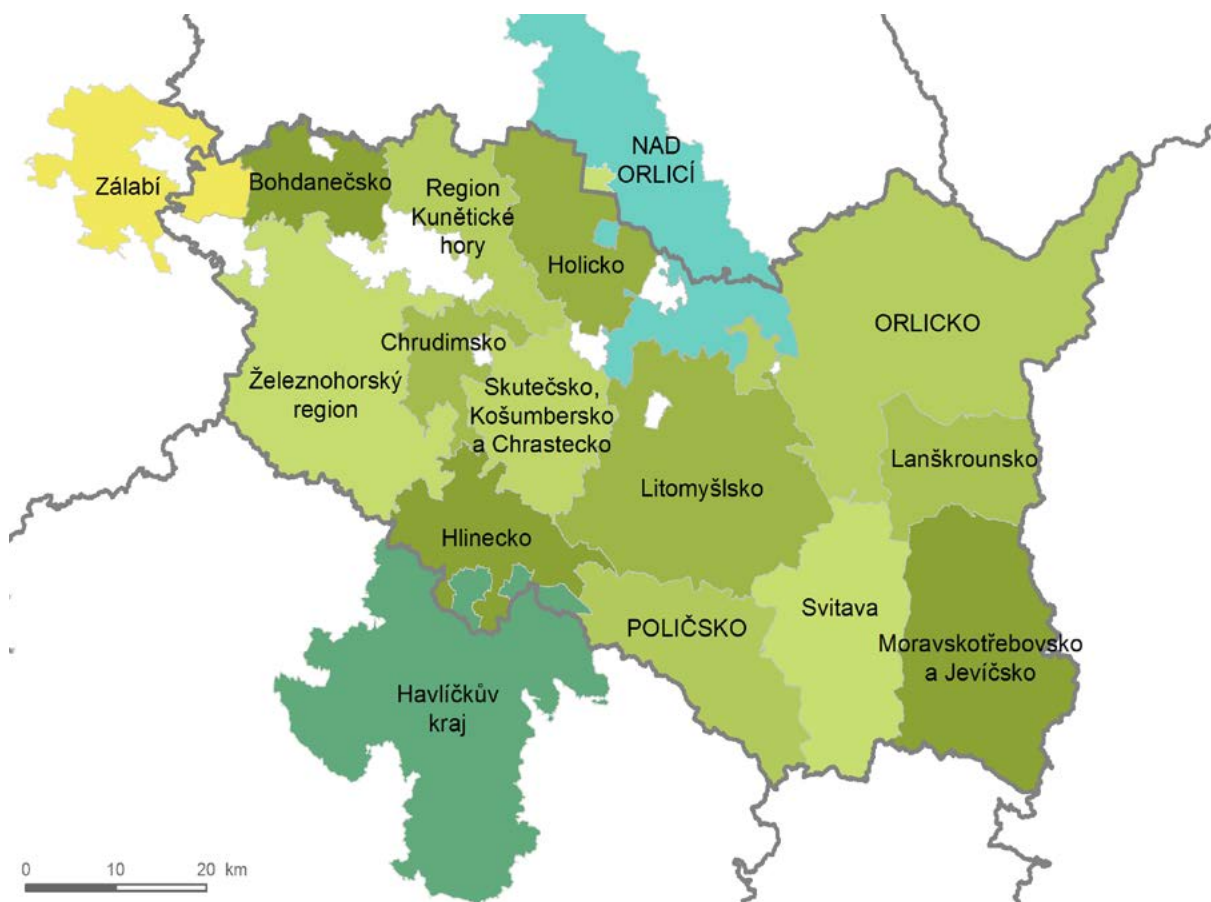 NAD
ORLICÍ
Zálabí
Bohdanečsko
Region
Kunětické
hory
Holicko
ORLICKO
Chrudimsko
Železnohorský
region
Skutečsko,
Košumbersko
a Chrastecko
Lanškrounsko
Litomyšlsko
Hlinecko
Svitava
POLIČSKO
Moravskotřebovsko
a Jevíčsko
Havlíčkův
kraj
0 10 20 km